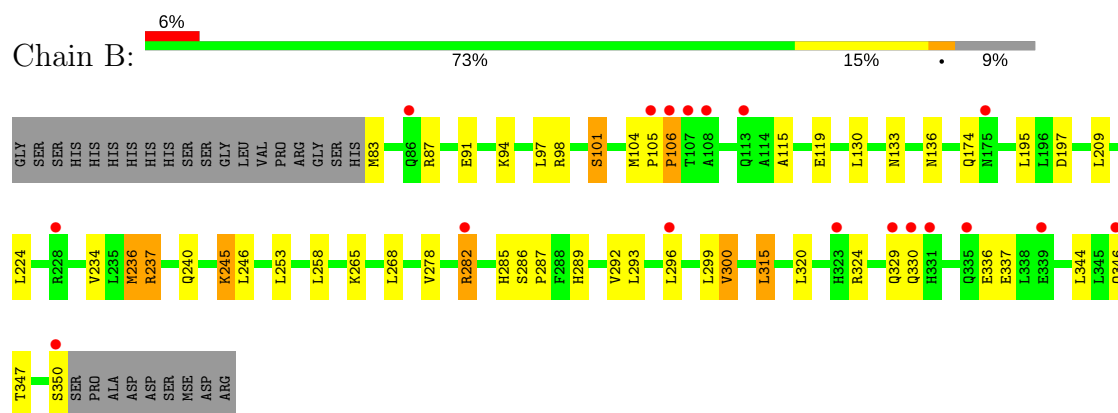 6%
Chain B:
73% 15% • 9%
GLY SER SER HIS HIS HIS HIS HIS HIS SER SER GLY LEU VAL PRO ARG GLY SER HIS M83 Q86 R87 E91 K94 L97 R98 S101 M104 P105 P106 T107 A108 Q113 A114 A115 E119 L130 N133 N136 Q174 N175 L195 L196 D197 L209
L224 R228 V234 L235 M236 R237 Q240 K245 L246 L253 L258 K265 L268 V278 R282 H285 S286 P287 F288 H289 V292 L293 L296 L299 V300 L315 L320 H323 R324 Q329 Q330 H331 Q335 E336 E337 L338 E339 L344 L345 Q346
T347 S350 SER PRO ALA ASP ASP SER MSE ASP ARG